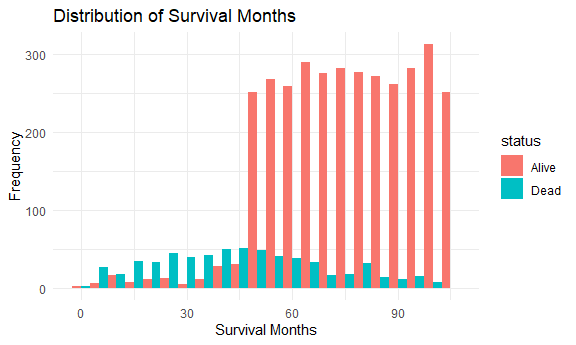 Distribution of Survival Months
Frequency
300
200
100
0
0 30 60 90
Survival Months
status
Alive
Dead